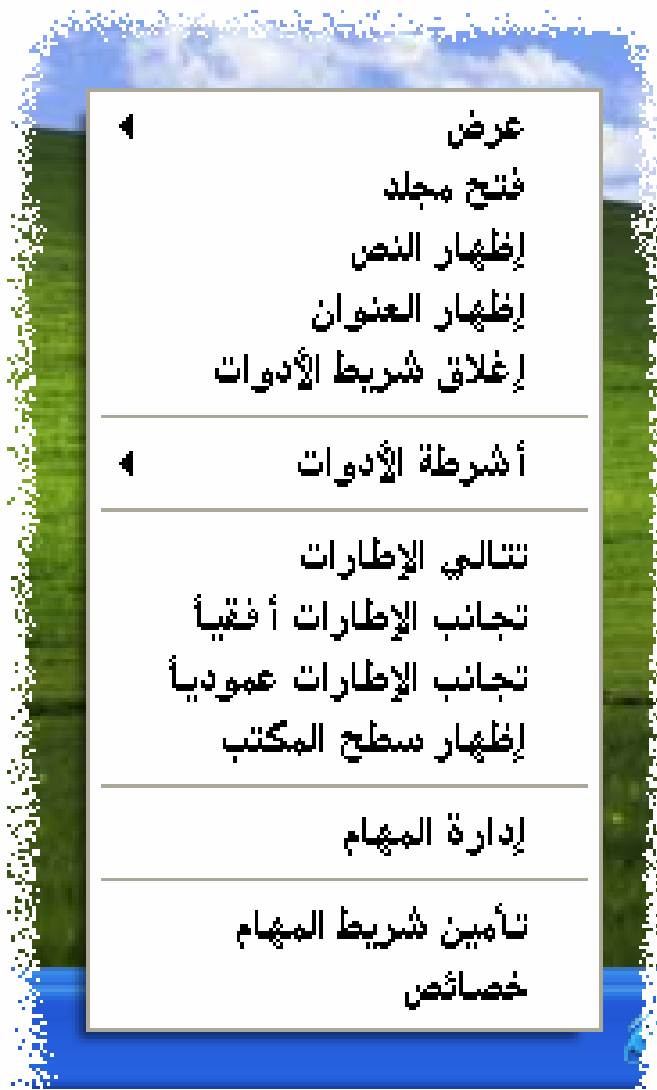 عرض
فتح مجلد
إظهار النص
إظهار العنوان
إغلاق شريط الأدوات
أشرطة الأدوات
تتالي الإطارات
تجانب الإطارات أفقياً
تجانب الإطارات عمودياً
إظهار سطح المكتب
إدارة المهام
تأمين شريط المهام
خصائص